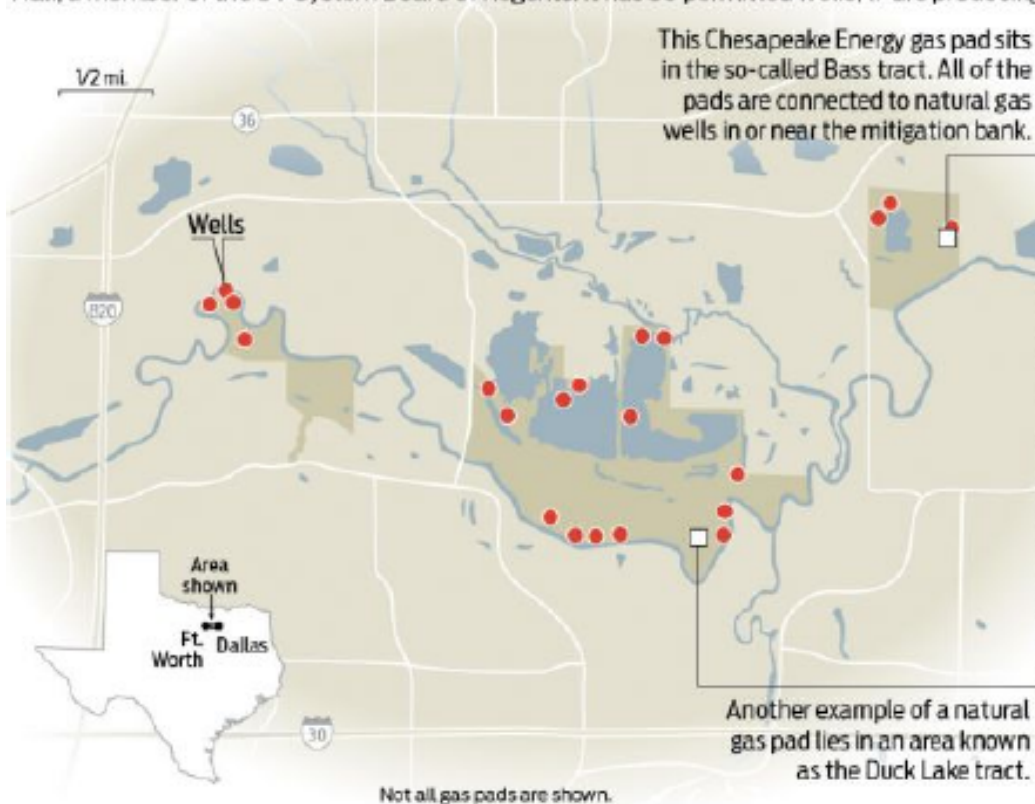 This Chesapeake Energy gas pad sits
in the so-called Bass tract. All of the
pads are connected to natural gas
wells in or near the mitigation bank.
1/2 mi.
36
Wells
820
Area
shown
Ft.
Worth
Dallas
30
Another example of a natural
gas pad lies in an area known
as the Duck Lake tract.
Not all gas pads are shown.